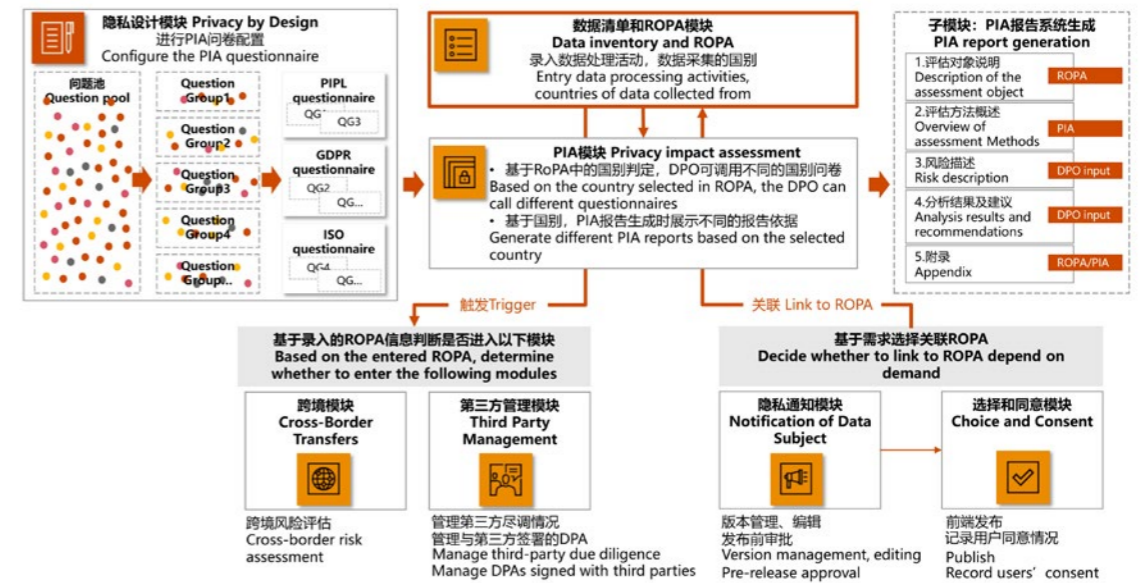 隐私设计模块 Privacy by Design
进行PIA问卷配置
Configure the PIA questionnaire
问题池
Question pool
Question
Group1
Question
Group2
Question
Group3
Question
Group4
Question
Group...
PIPL
questionnaire
QG1
QG3
GDPR
questionnaire
QG2
QG...
ISO
questionnaire
QG4
QG...
数据清单和ROPA模块
Data inventory and ROPA
录入数据处理活动，数据采集的国别
Entry data processing activities,
countries of data collected from
PIA模块 Privacy impact assessment
• 基于RoPA中的国别判定，DPO可调用不同的国别问卷
Based on the country selected in ROPA, the DPO can
call different questionnaires
• 基于国别，PIA报告生成时展示不同的报告依据
Generate different PIA reports based on the selected
country
子模块：PIA报告系统生成
PIA report generation
1.评估对象说明
Description of the
assessment object
ROPA
2.评估方法概述
Overview of
assessment Methods
PIA
3.风险描述
Risk description
DPO input
4.分析结果及建议
Analysis results and
recommendations
DPO input
5.附录
Appendix
ROPA/PIA
触发Trigger
关联 Link to ROPA
基于录入的ROPA信息判断是否进入以下模块
Based on the entered ROPA, determine
whether to enter the following modules
跨境模块
Cross-Border
Transfers
跨境风险评估
Cross-border risk
assessment
第三方管理模块
Third Party
Management
管理第三方尽调情况
管理与第三方签署的DPA
Manage third-party due diligence
Manage DPAs signed with third parties
基于需求选择关联ROPA
Decide whether to link to ROPA depend on
demand
隐私通知模块
Notification of Data
Subject
版本管理、编辑
发布前审批
Version management, editing
Pre-release approval
选择和同意模块
Choice and Consent
前端发布
记录用户同意情况
Publish
Record users' consent